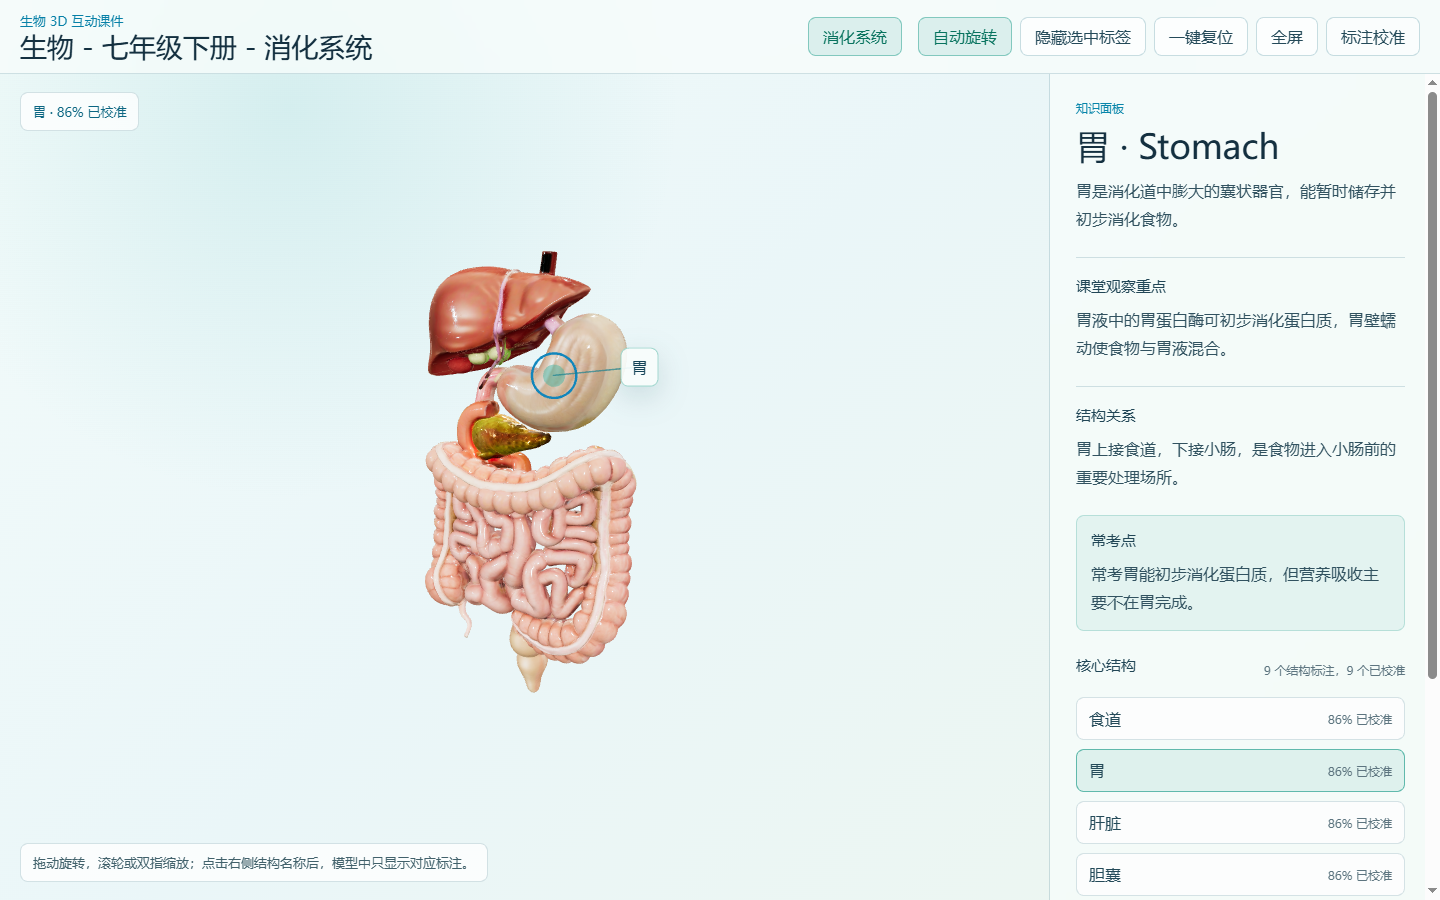 生物 3D 互动课件
生物 - 七年级下册 - 消化系统
消化系统
自动旋转
隐藏选中标签
一键复位
全屏
标注校准
胃 · 86% 已校准
胃
拖动旋转，滚轮或双指缩放；点击右侧结构名称后，模型中只显示对应标注。
知识面板
胃 · Stomach
胃是消化道中膨大的囊状器官，能暂时储存并
初步消化食物。
课堂观察重点
胃液中的胃蛋白酶可初步消化蛋白质，胃壁蠕
动使食物与胃液混合。
结构关系
胃上接食道，下接小肠，是食物进入小肠前的
重要处理场所。
常考点
常考胃能初步消化蛋白质，但营养吸收主
要不在胃完成。
核心结构
9 个结构标注，9 个已校准
食道
86% 已校准
胃
86% 已校准
肝脏
86% 已校准
胆囊
86% 已校准